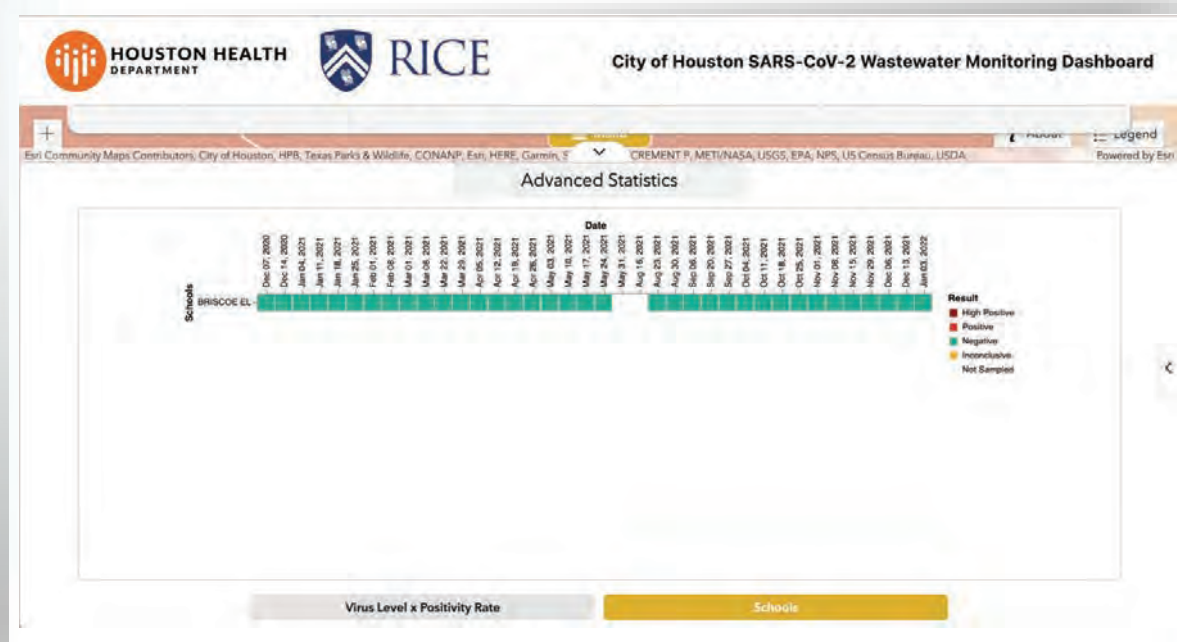 HOUSTON HEALTH
DEPARTMENT
RICE
City of Houston SARS-CoV-2 Wastewater Monitoring Dashboard
Legend
Esri Community Maps Contributors, City of Houston, HPB, Texas Parks & Wildlife, CONANP, Esri, HERE, Garmin, CREMENT P, METI/NASA, USGS, EPA, NPS, US Census Bureau, USDA
Powered by Esri
Advanced Statistics
Date
Dec 07, 2020
Dec 14, 2020
Jan 04, 2021
Jan 11, 2021
Jan 18, 2021
Jan 25, 2021
Feb 01, 2021
Feb 08, 2021
Mar 01, 2021
Mar 08, 2021
Mar 22, 2021
Mar 29, 2021
Apr 05, 2021
Apr 12, 2021
Apr 19, 2021
Apr 26, 2021
May 03, 2021
May 10, 2021
May 17, 2021
May 24, 2021
May 31, 2021
Aug 16, 2021
Aug 23, 2021
Aug 30, 2021
Sep 06, 2021
Sep 20, 2021
Sep 27, 2021
Oct 04, 2021
Oct 11, 2021
Oct 18, 2021
Oct 25, 2021
Nov 01, 2021
Nov 08, 2021
Nov 15, 2021
Nov 29, 2021
Dec 06, 2021
Dec 13, 2021
Jan 03, 2022
Schools
BRISCOE EL
Result
High Positive
Positive
Negative
Inconclusive
Not Sampled
Virus Level x Positivity Rate
Schools